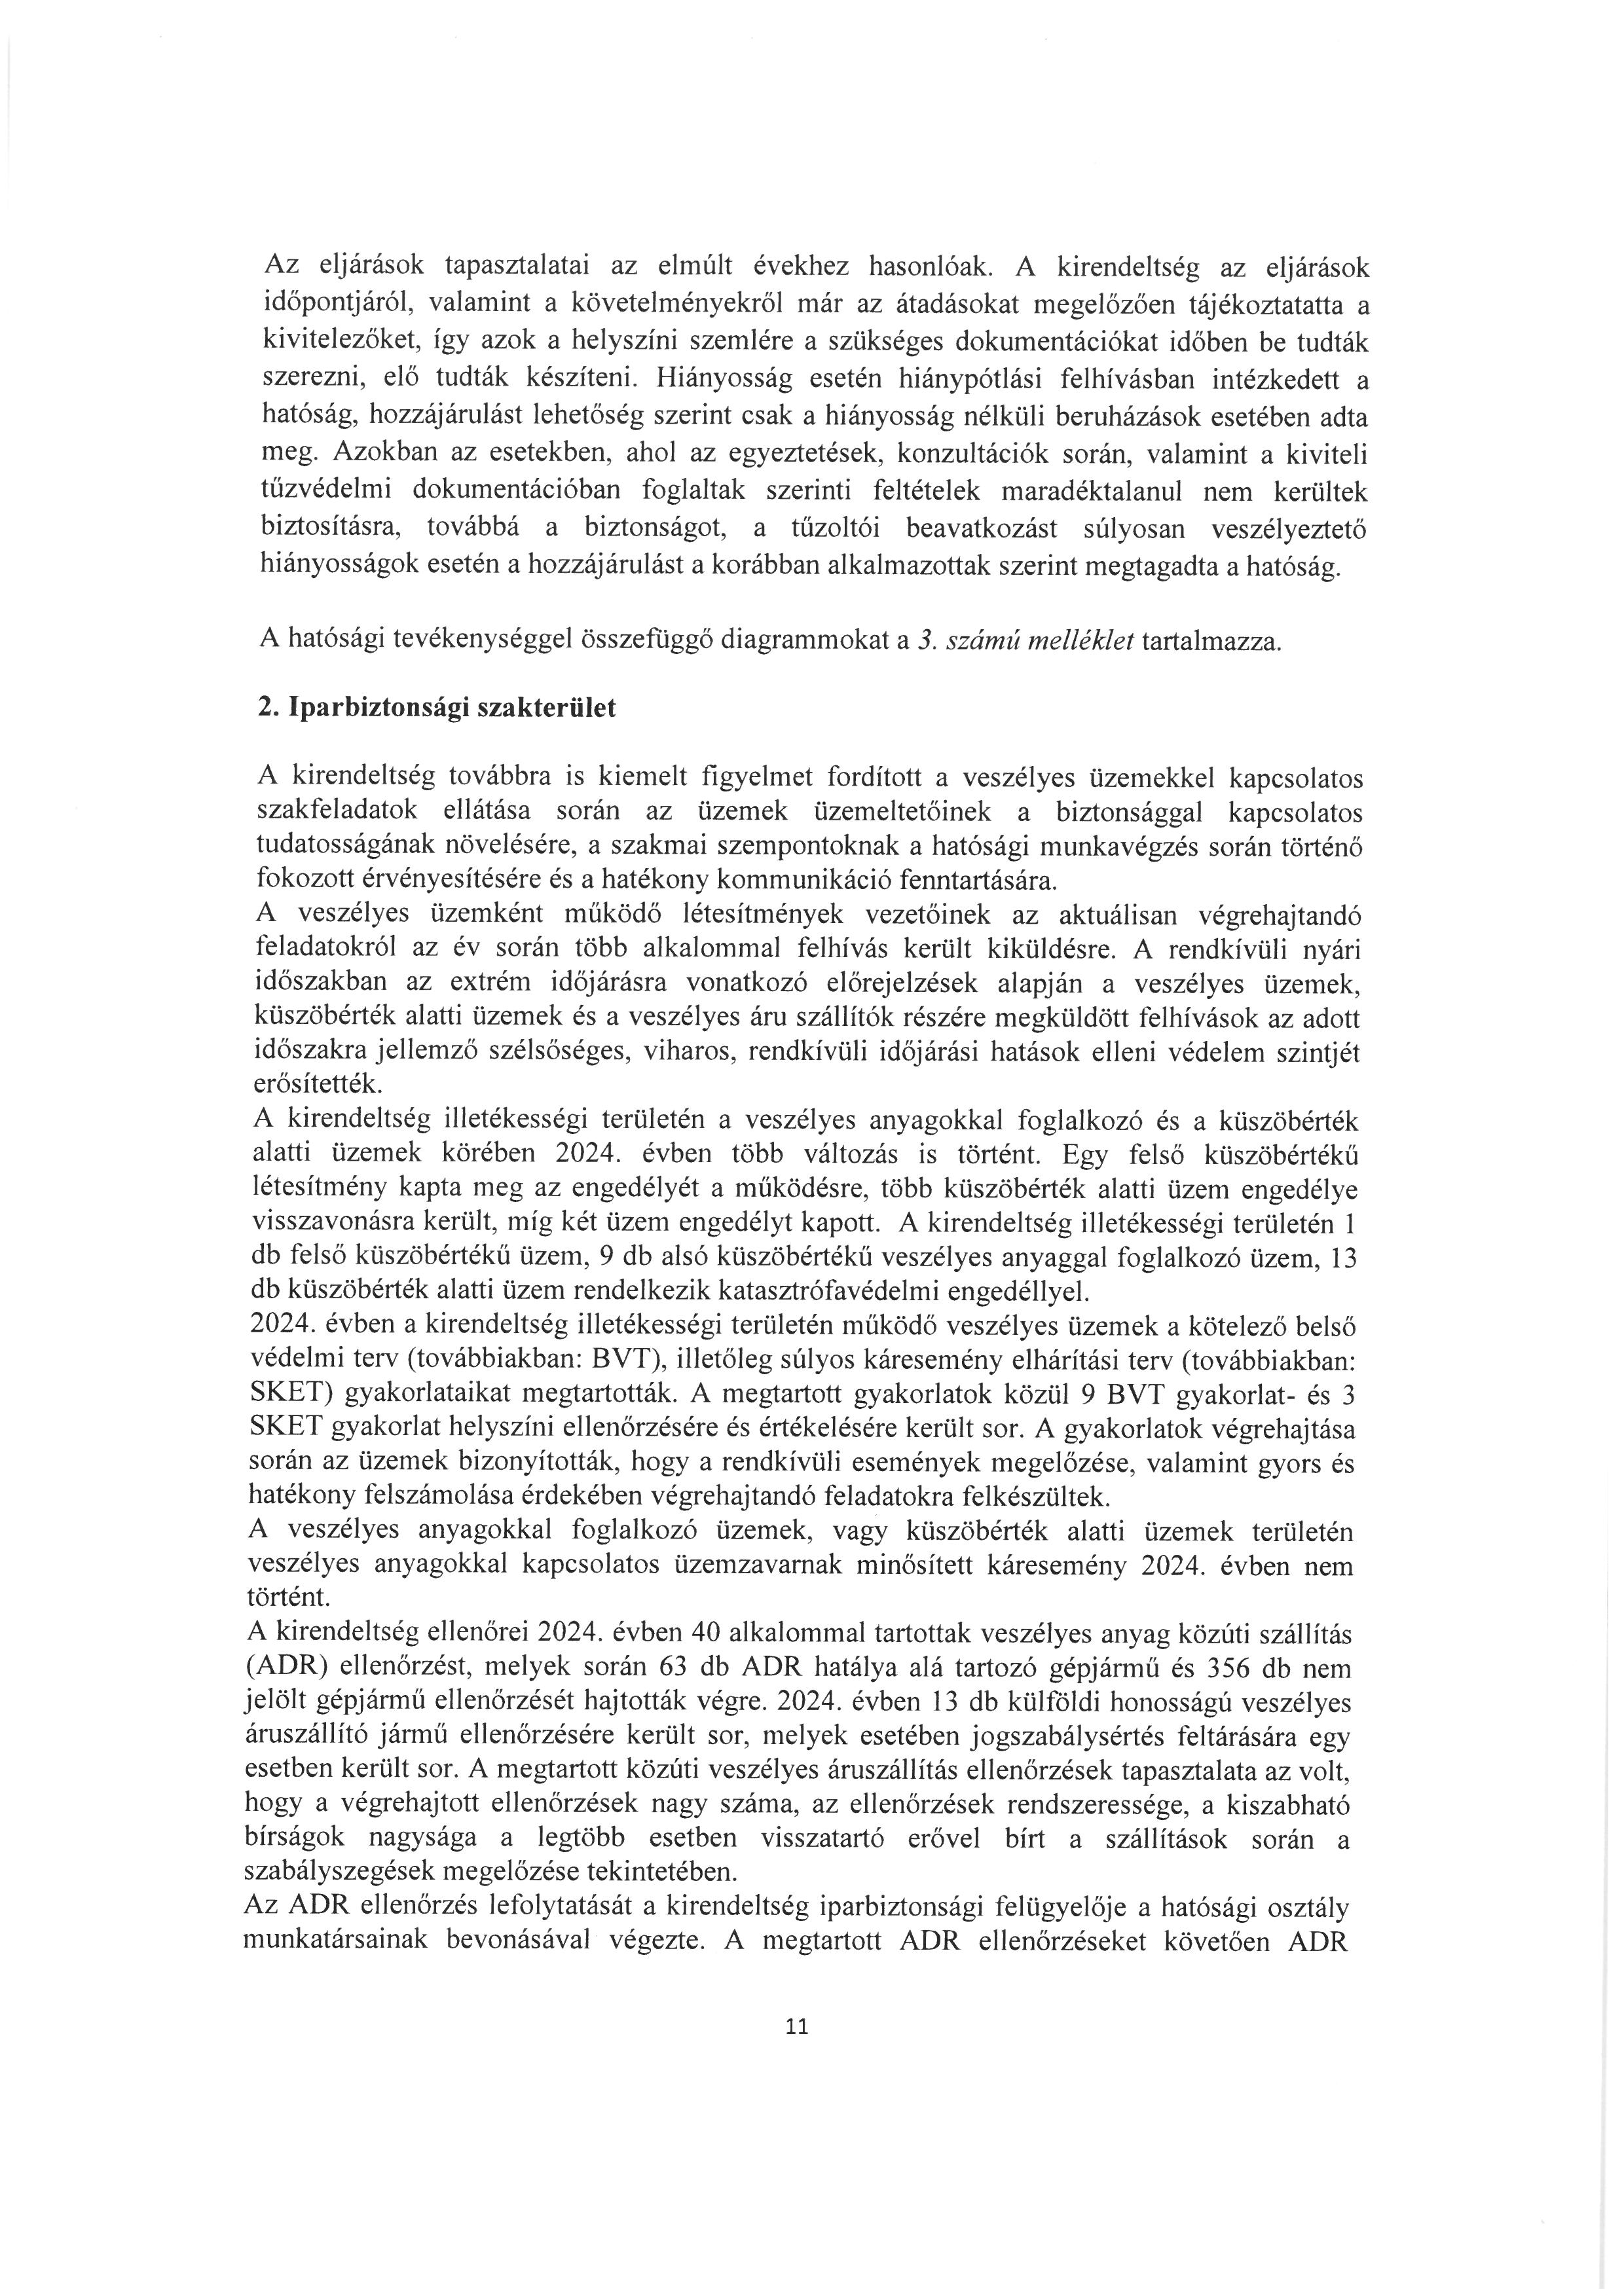 Az eljárások tapasztalatai az elmúlt évekhez hasonlóak. A kirendeltség az eljárások
időpontjáról, valamint a követelményekről már az átadásokat megelőzően tájékoztatatta a
kivitelezőket, így azok a helyszíni szemlére a szükséges dokumentációkat időben be tudták
szerezni, elő tudták készíteni. Hiányosság esetén hiánypótlási felhívásban intézkedett a
hatóság, hozzájárulást lehetőség szerint csak a hiányosság nélküli beruházások esetében adta
meg. Azokban az esetekben, ahol az egyeztetések, konzultációk során, valamint a kiviteli
tűzvédelmi dokumentációban foglaltak szerinti feltételek maradéktalanul nem kerültek
biztosításra, továbbá a biztonságot, a tűzoltói beavatkozást súlyosan veszélyeztető
hiányosságok esetén a hozzájárulást a korábban alkalmazottak szerint megtagadta a hatóság.
A hatósági tevékenységgel összefüggő diagrammokat a 3. számú melléklet tartalmazza.
2. Iparbiztonsági szakterület
A kirendeltség továbbra is kiemelt figyelmet fordított a veszélyes üzemekkel kapcsolatos
szakfeladatok ellátása során az üzemek üzemeltetőinek a biztonsággal kapcsolatos
tudatosságának növelésére, a szakmai szempontoknak a hatósági munkavégzés során történő
fokozott érvényesítésére és a hatékony kommunikáció fenntartására.
A veszélyes üzemként működő létesítmények vezetőinek az aktuálisan végrehajtandó
feladatokról az év során több alkalommal felhívás került kiküldésre. A rendkívüli nyári
időszakban az extrém időjárásra vonatkozó előrejelzések alapján a veszélyes üzemek,
küszöbérték alatti üzemek és a veszélyes áru szállítók részére megküldött felhívások az adott
időszakra jellemző szélsőséges, viharos, rendkívüli időjárási hatások elleni védelem szintjét
erősítették.
A kirendeltség illetékességi területén a veszélyes anyagokkal foglalkozó és a küszöbérték
alatti üzemek körében 2024. évben több változás is történt. Egy felső küszöbértékű
létesítmény kapta meg az engedélyét a működésre, több küszöbérték alatti üzem engedélye
visszavonásra került, míg két üzem engedélyt kapott. A kirendeltség illetékességi területén 1
db felső küszöbértékű üzem, 9 db alsó küszöbértékű veszélyes anyaggal foglalkozó üzem, 13
db küszöbérték alatti üzem rendelkezik katasztrófavédelmi engedéllyel.
2024. évben a kirendeltség illetékességi területén működő veszélyes üzemek a kötelező belső
védelmi terv (továbbiakban: BVT), illetőleg súlyos káresemény elhárítási terv (továbbiakban:
SKET) gyakorlataikat megtartották. A megtartott gyakorlatok közül 9 BVT gyakorlat- és 3
SKET gyakorlat helyszíni ellenőrzésére és értékelésére került sor. A gyakorlatok végrehajtása
során az üzemek bizonyították, hogy a rendkívüli események megelőzése, valamint gyors és
hatékony felszámolása érdekében végrehajtandó feladatokra felkészültek.
A veszélyes anyagokkal foglalkozó üzemek, vagy küszöbérték alatti üzemek területén
veszélyes anyagokkal kapcsolatos üzemzavarnak minősített káresemény 2024. évben nem
történt.
A kirendeltség ellenőrei 2024. évben 40 alkalommal tartottak veszélyes anyag közúti szállítás
(ADR) ellenőrzést, melyek során 63 db ADR hatálya alá tartozó gépjármű és 356 db nem
jelölt gépjármű ellenőrzését hajtották végre. 2024. évben 13 db külföldi honosságú veszélyes
áruszállító jármű ellenőrzésére került sor, melyek esetében jogszabálysértés feltárására egy
esetben került sor. A megtartott közúti veszélyes áruszállítás ellenőrzések tapasztalata az volt,
hogy a végrehajtott ellenőrzések nagy száma, az ellenőrzések rendszeressége, a kiszabható
bírságok nagysága a legtöbb esetben visszatartó erővel bírt a szállítások során a
szabályszegések megelőzése tekintetében.
Az ADR ellenőrzés lefolytatását a kirendeltség iparbiztonsági felügyelője a hatósági osztály
munkatársainak bevonásával végezte. A megtartott ADR ellenőrzéseket követően ADR
11